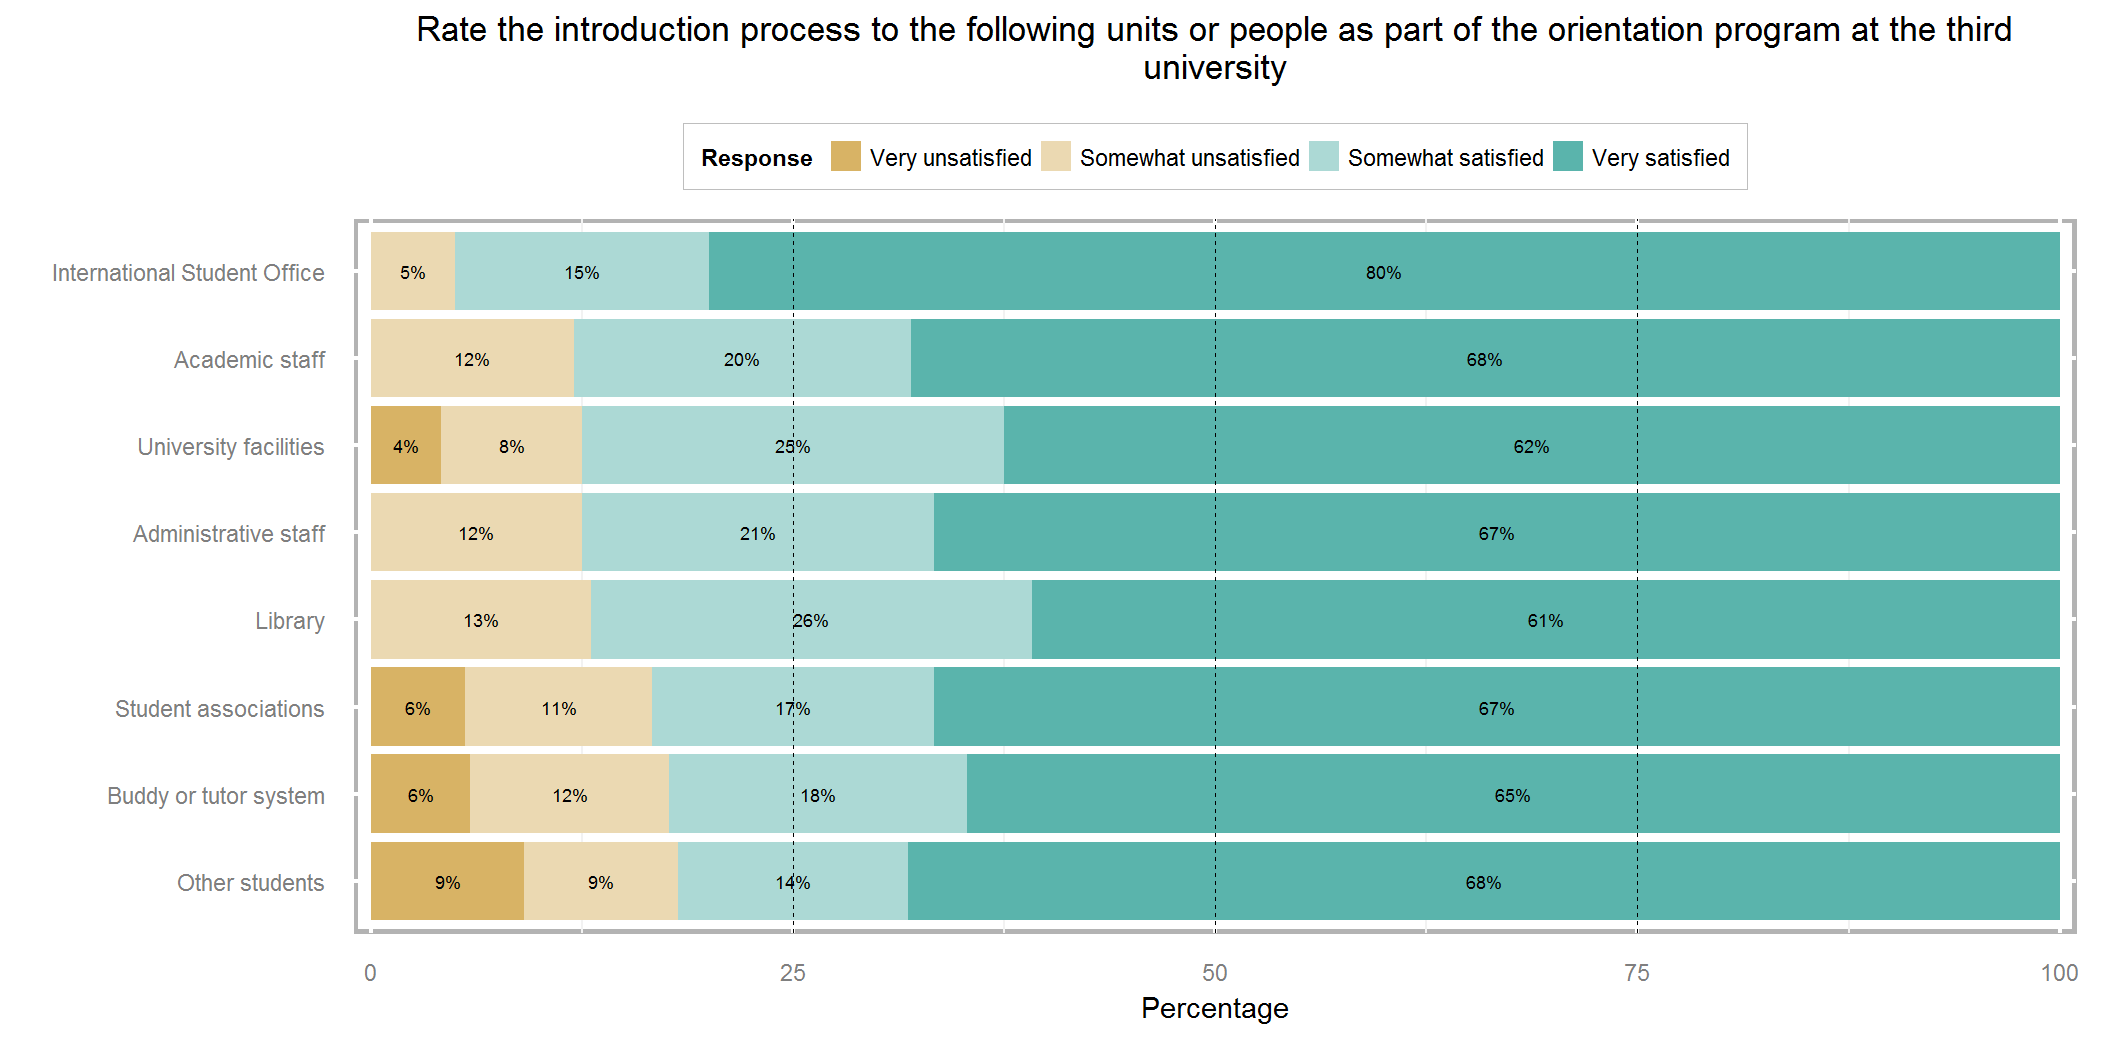 Rate the introduction process to the following units or people as part of the orientation program at the third
university
Response Very unsatisfied Somewhat unsatisfied Somewhat satisfied Very satisfied
International Student Office 5% 15% 80%
Academic staff 12% 20% 68%
University facilities 4% 8% 25% 62%
Administrative staff 12% 21% 67%
Library 13% 26% 61%
Student associations 6% 11% 17% 67%
Buddy or tutor system 6% 12% 18% 65%
Other students 9% 9% 14% 68%
0 25 50 75 100
Percentage